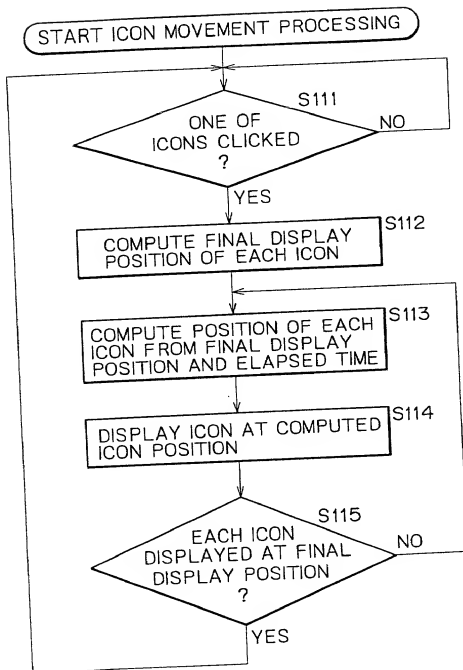 START ICON MOVEMENT PROCESSING
S111
ONE OF
ICONS CLICKED
?
NO
YES
S112
COMPUTE FINAL DISPLAY
POSITION OF EACH ICON
S113
COMPUTE POSITION OF EACH
ICON FROM FINAL DISPLAY
POSITION AND ELAPSED TIME
S114
DISPLAY ICON AT COMPUTED
ICON POSITION
S115
EACH ICON
DISPLAYED AT FINAL
DISPLAY POSITION
?
NO
YES